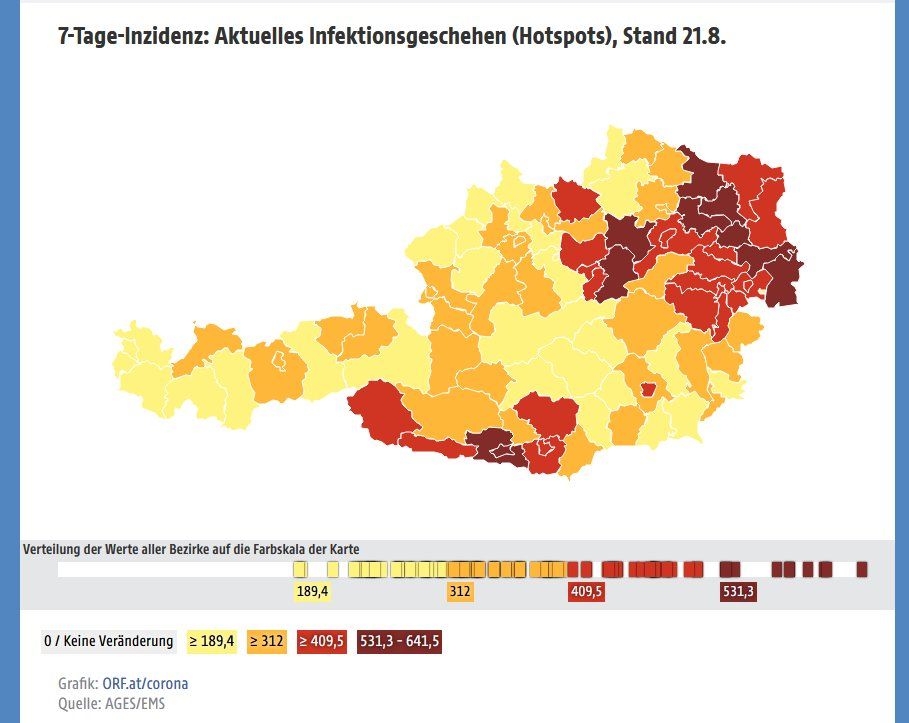 7-Tage-Inzidenz: Aktuelles Infektionsgeschehen (Hotspots), Stand 21.8.
Verteilung der Werte aller Bezirke auf die Farbskala der Karte
189,4 312 409,5 531,3
0 / Keine Veränderung ≥ 189,4 ≥ 312 ≥ 409,5 531,3 – 641,5
Grafik: ORF.at/corona
Quelle: AGES/EMS